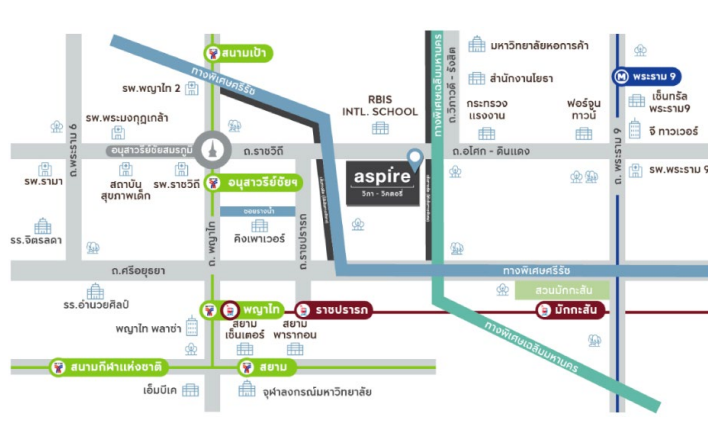 สนามเป้า
ทางพิเศษศรีรัช
รพ.พญาไท 2
รพ.พระมงกุฎเกล้า
อนุสาวรีย์ชัยสมรภูมิ
ถ.พระราม 6
ถ.ราชวิถี
RBIS
INTL. SCHOOL
ทางพิเศษเฉลิมมหานคร
ถ.วิภาวดี - รังสิต
มหาวิทยาลัยหอการค้า
สำนักงานโยธา
กระทรวง
แรงงาน
ฟอร์จูน
ทาวน์
M พระราม 9
เซ็นทรัล
พระราม9
จี ทาวเวอร์
ถ. พระราม 9
ถ.อโศก - ดินแดง
รพ.พระราม 9
รพ.รามา
สถาบัน
สุขภาพเด็ก
รพ.ราชวิถี
อนุสาวรีย์ชัยฯ
aspire
วิภา - วิคตอรี่
รร.จิตรลดา
ถ. พญาไท
ซอยรางน้ำ
คิงเพาเวอร์
ถ.ราชปรารภ
ถ.ศรีอยุธยา
ทางพิเศษศรีรัช
สวนมักกะสัน
รร.อำนวยศิลป์
พญาไท
ราชปรารภ
มักกะสัน
พญาไท พลาซ่า
สยาม
เซ็นเตอร์
สยาม
พารากอน
ทางพิเศษเฉลิมมหานคร
สนามกีฬาแห่งชาติ
สยาม
เอ็มบีเค
จุฬาลงกรณ์มหาวิทยาลัย